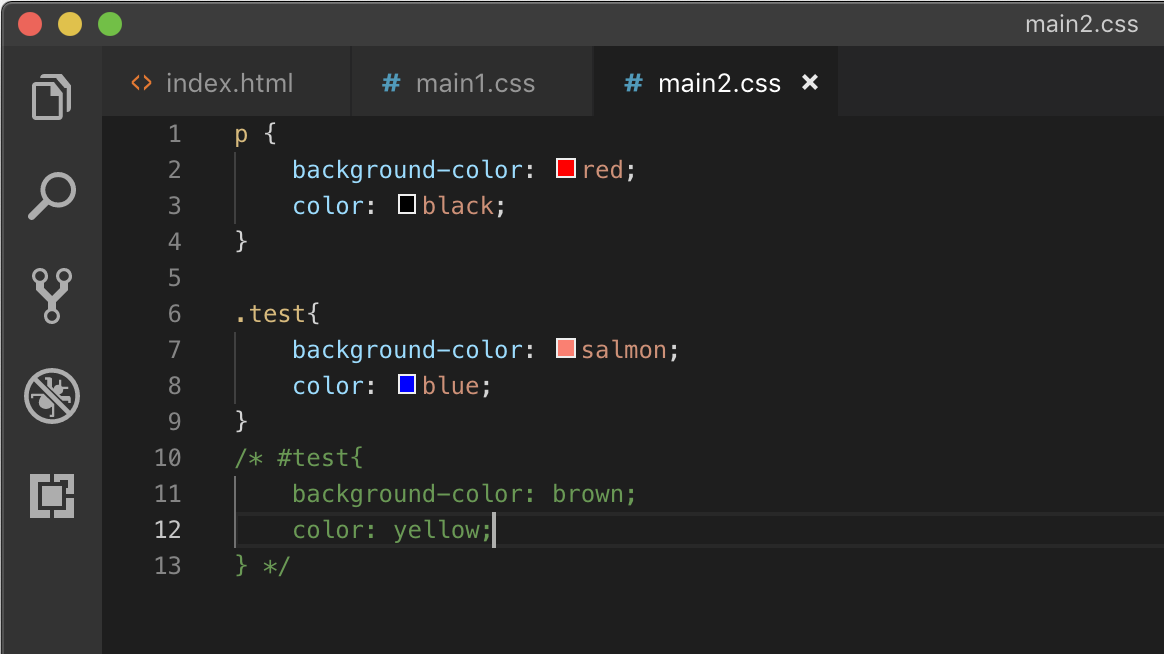 main2.css
<> index.html # main1.css # main2.css ×
1 p {
2     background-color: red;
3     color: black;
4 }
5
6 .test{
7     background-color: salmon;
8     color: blue;
9 }
10 /* #test{
11     background-color: brown;
12     color: yellow;
13 } */